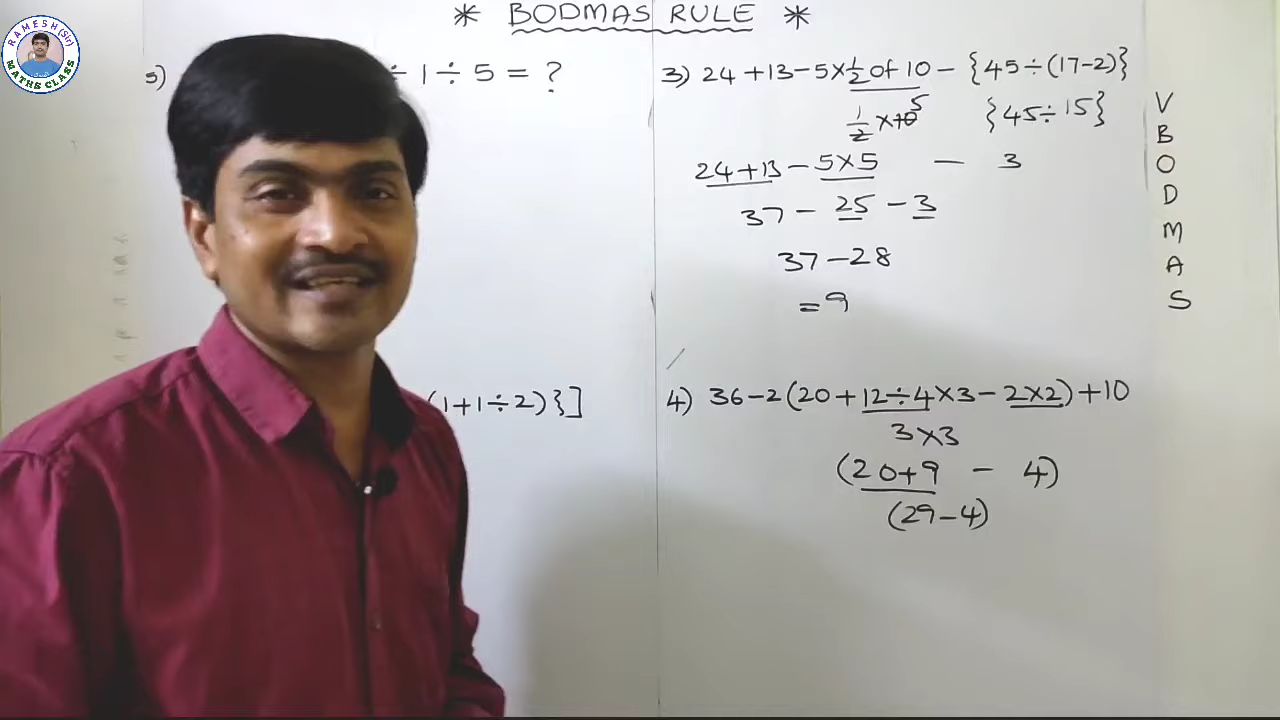 * BODMAS RULE *
RAMESH (Sir)
MATHS CLASS
5) ÷ 1 ÷ 5 = ?
(1+1÷2)}]
3) 24 +13-5×½ of 10 - {45÷(17-2)}
½ ×10 5 {45÷15}
24+13 - 5×5 - 3
37 - 25 - 3
37 - 28
= 9
4) 36-2(20+12÷4×3-2×2)+10
3×3
(20+9 - 4)
(29-4)
V
B
O
D
M
A
S